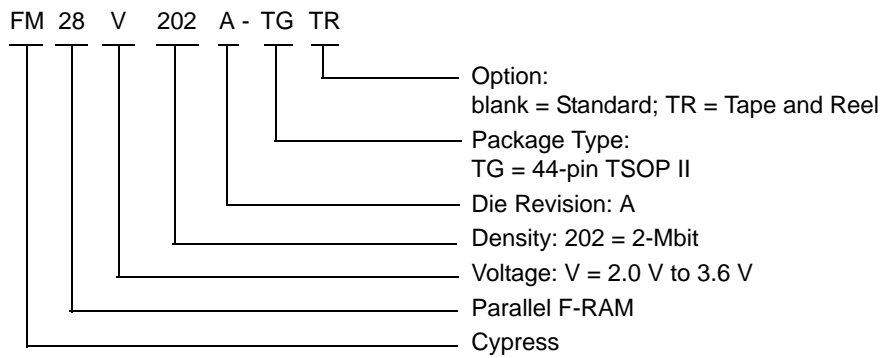 FM 28 V 202 A - TG TR
Option:
blank = Standard; TR = Tape and Reel
Package Type:
TG = 44-pin TSOP II
Die Revision: A
Density: 202 = 2-Mbit
Voltage: V = 2.0 V to 3.6 V
Parallel F-RAM
Cypress